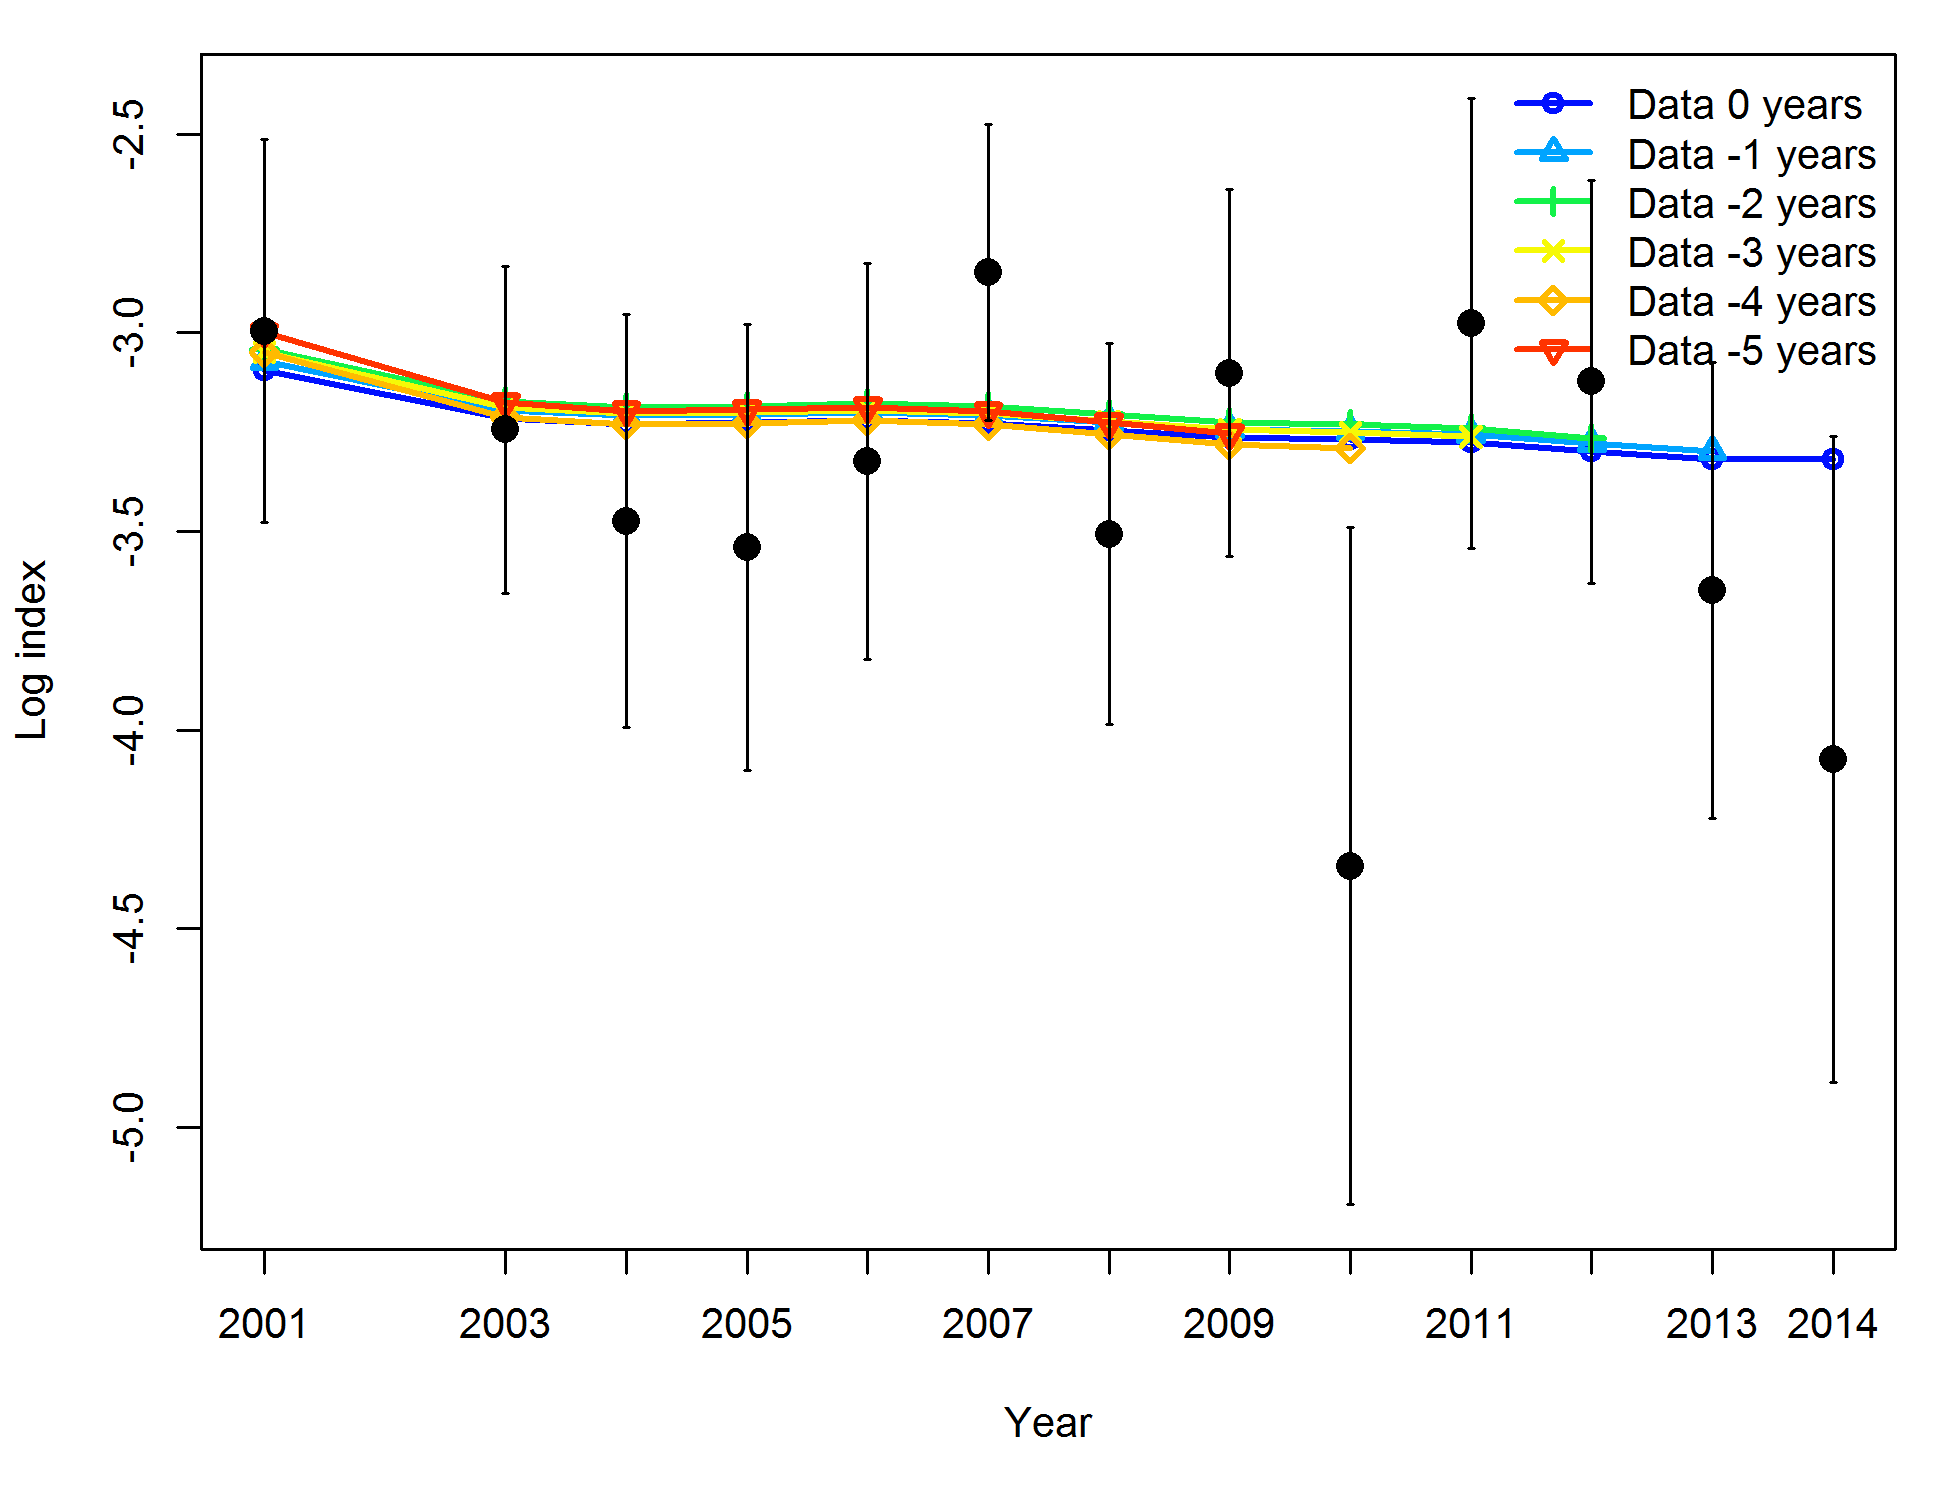 Data 0 years
Data -1 years
Data -2 years
Data -3 years
Data -4 years
Data -5 years
-2.5
-3.0
-3.5
-4.0
-4.5
-5.0
Log index
2001 2003 2005 2007 2009 2011 2013 2014
Year